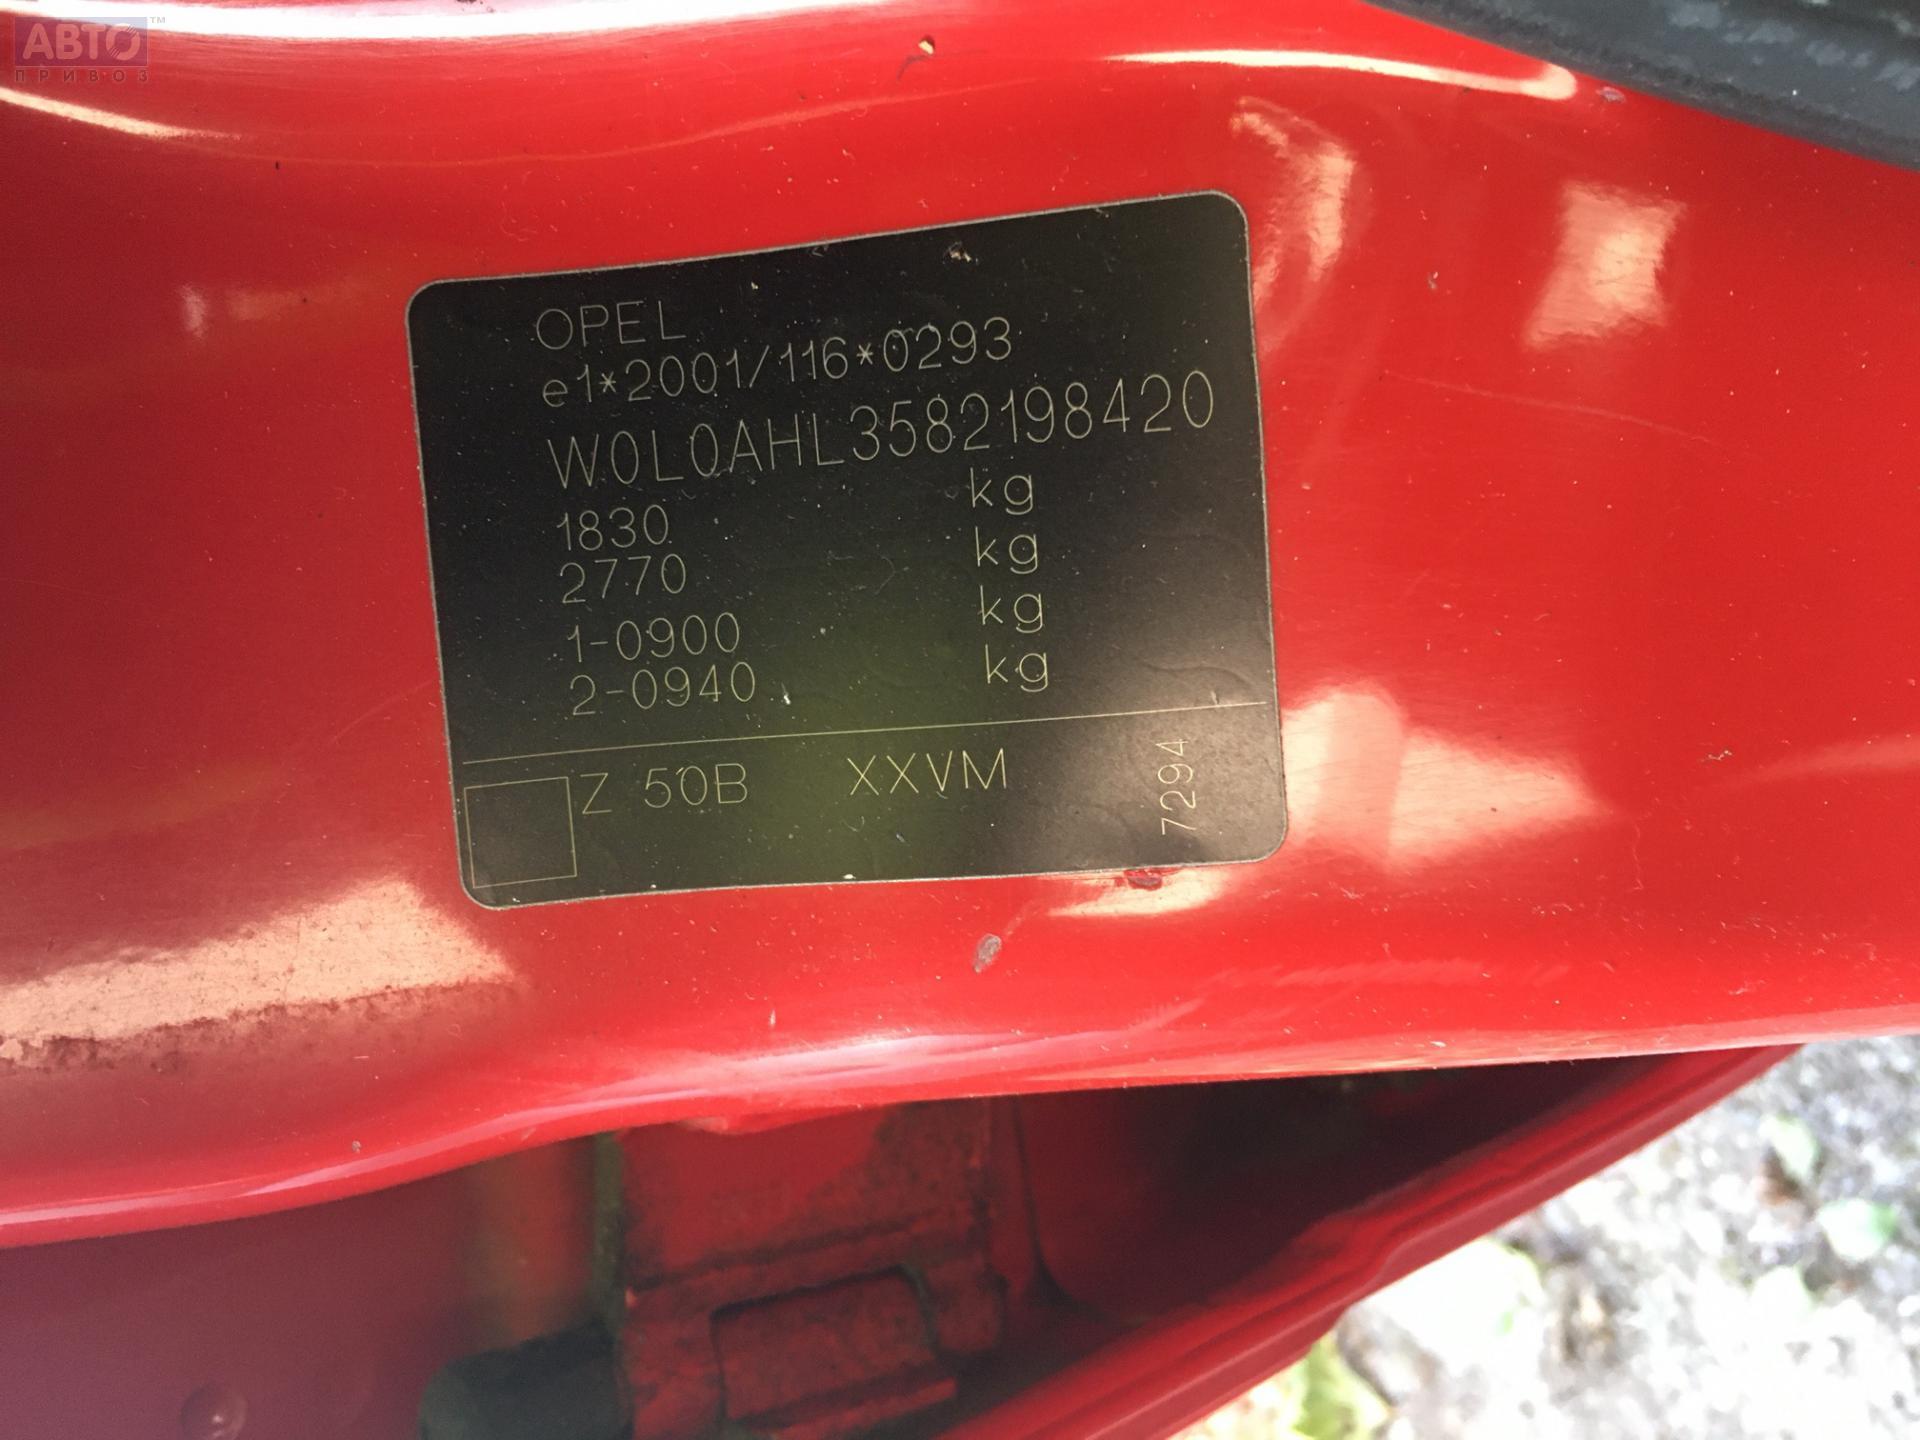 АВТО™
ПРИВОЗ
OPEL
e1*2001/116*0293
W0L0AHL3582198420
1830 kg
2770 kg
1-0900 kg
2-0940 kg
Z 50B XXVM
7294